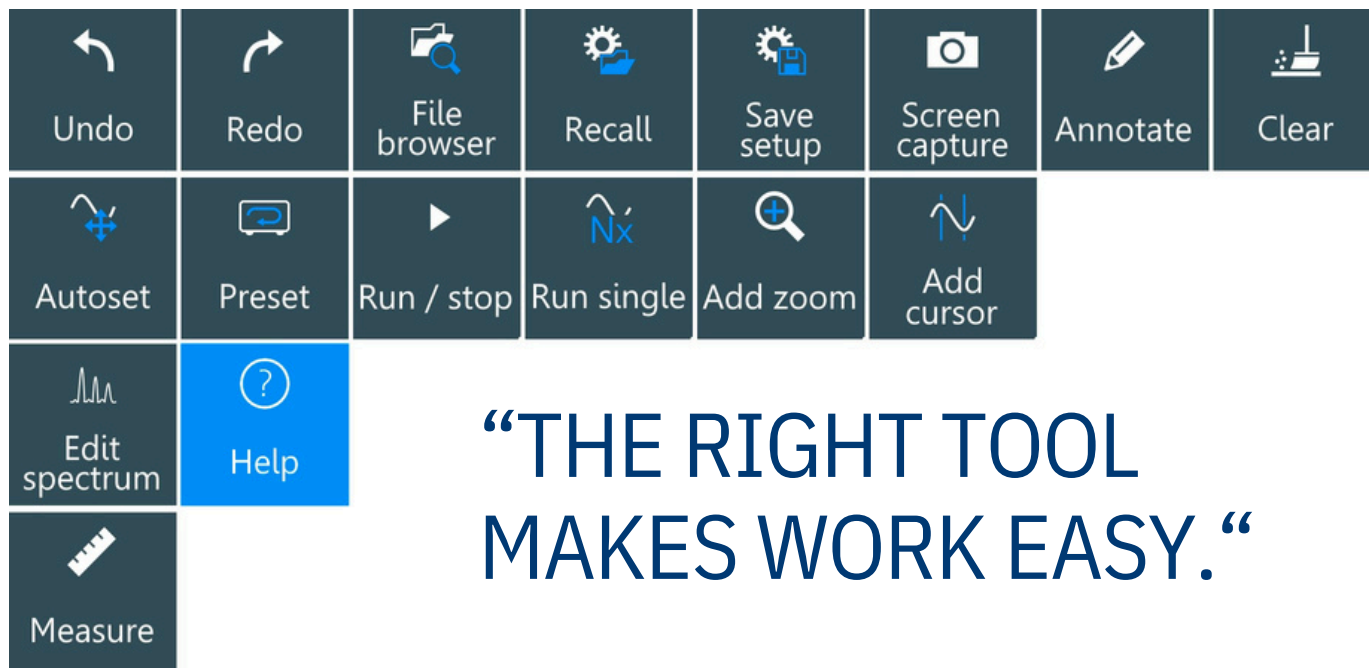 Undo
Redo
File
browser
Recall
Save
setup
Screen
capture
Annotate
Clear
Autoset
Preset
Run / stop
Nx
Run single
Add zoom
Add
cursor
Edit
spectrum
?
Help
Measure
“THE RIGHT TOOL
MAKES WORK EASY.“